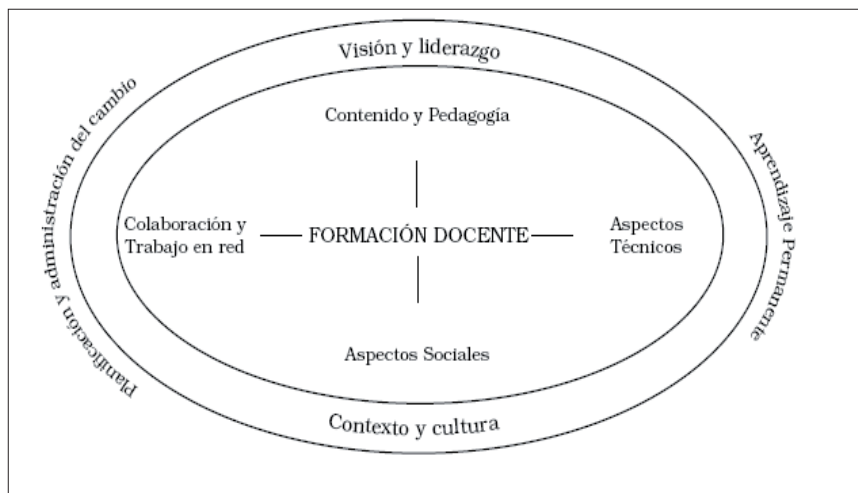 Visión y liderazgo
Contenido y Pedagogía
Planificación y administración del cambio
Colaboración y
Trabajo en red
FORMACIÓN DOCENTE
Aspectos
Técnicos
Aprendizaje Permanente
Aspectos Sociales
Contexto y cultura